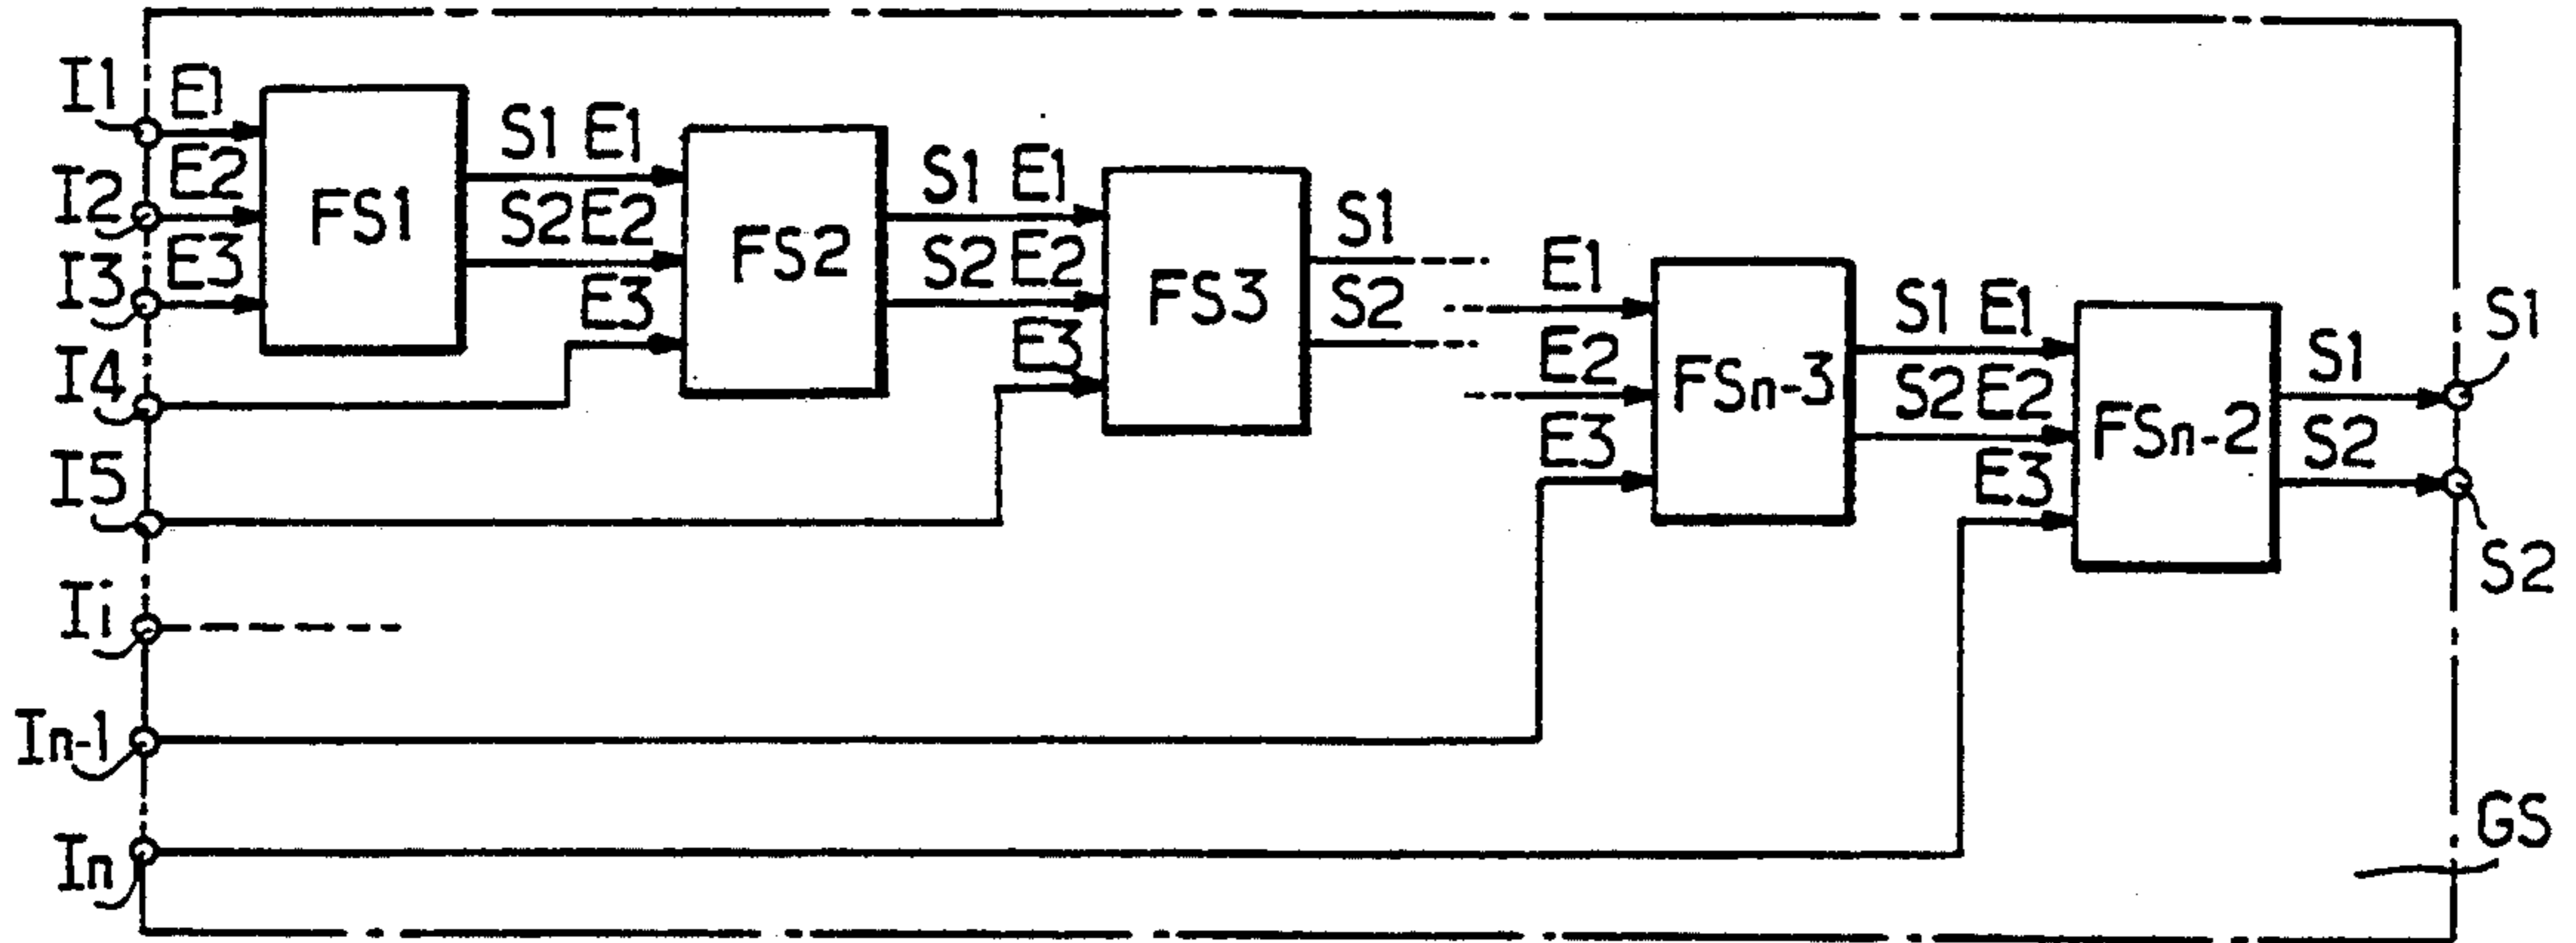 I1
E1
I2
E2
I3
E3
FS1
S1 E1
S2 E2
E3
I4
FS2
S1 E1
S2 E2
E3
I5
FS3
S1
S2
Ii
E1
E2
E3
In-1
FSn-3
S1 E1
S2 E2
E3
In
FSn-2
S1
S2
S1
S2
GS